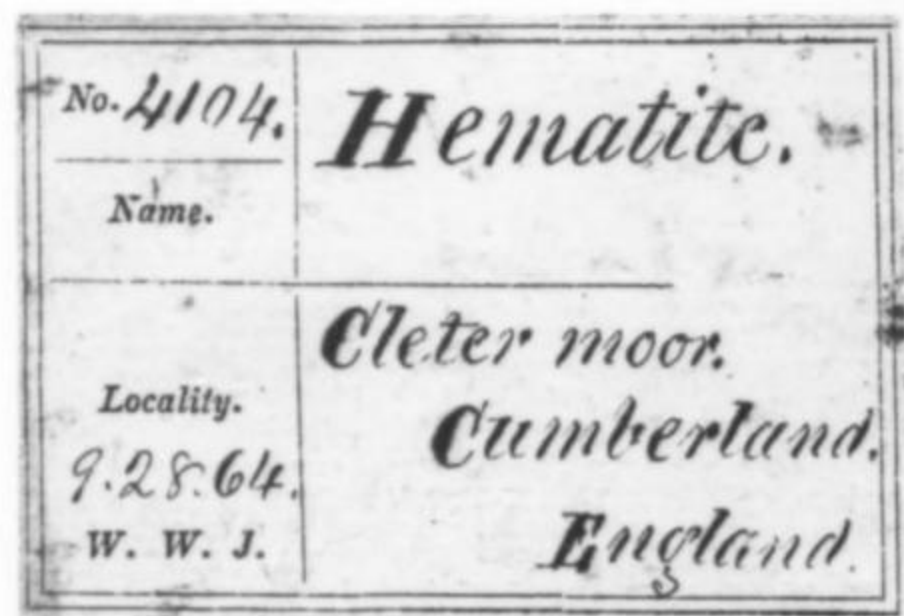 No. 4104.
Hematite.
Name.
Cleter moor.
Locality.
Cumberland.
9.28.64.
England.
W. W. J.